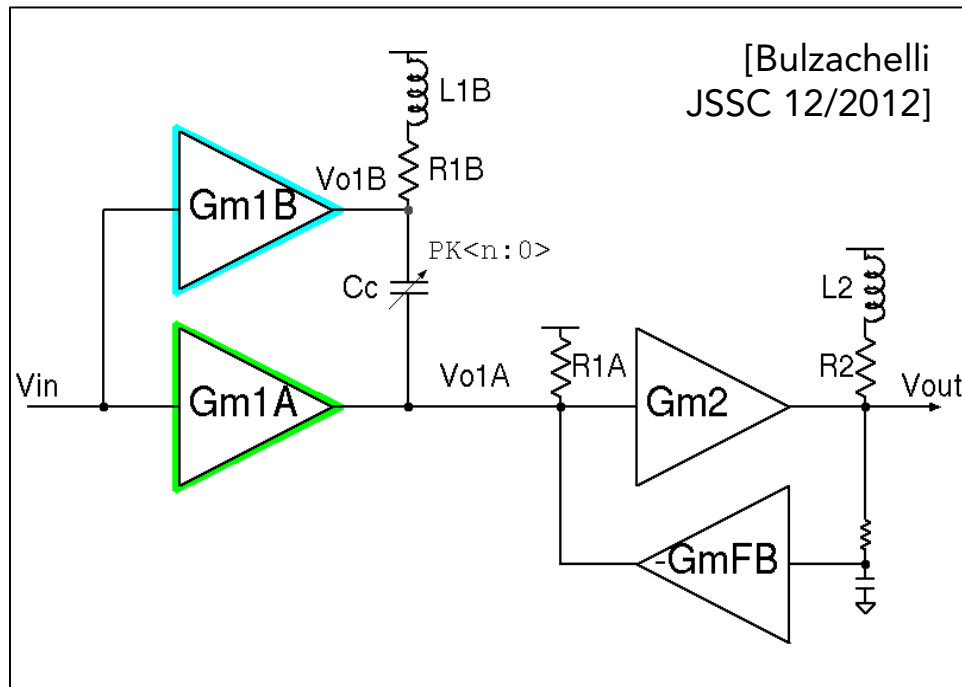 [Bulzachelli
JSSC 12/2012]
L1B
R1B
Vo1B
Gm1B
PK<n:0>
Cc
L2
R1A
R2
Vin
Gm1A
Vo1A
Gm2
Vout
-GmFB